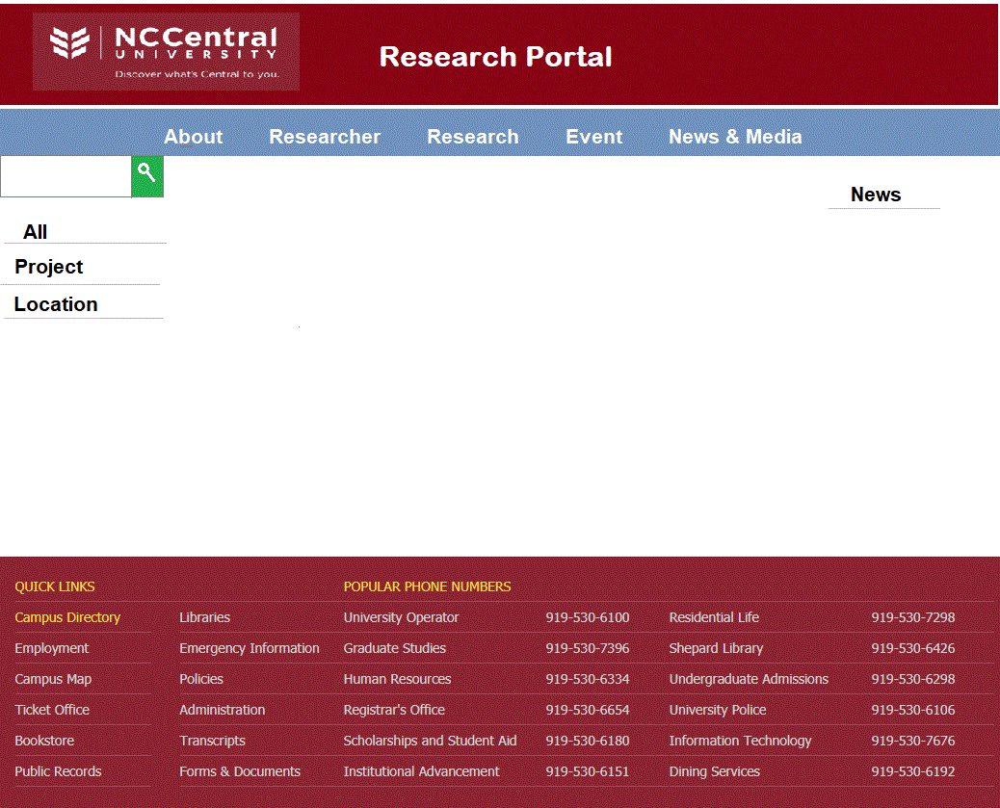 NCCentral
UNIVERSITY
Discover what's Central to you.
Research Portal
About Researcher Research Event News & Media
News
All
Project
Location
QUICK LINKS POPULAR PHONE NUMBERS
Campus Directory Libraries University Operator 919-530-6100 Residential Life 919-530-7298
Employment Emergency Information Graduate Studies 919-530-7396 Shepard Library 919-530-6426
Campus Map Policies Human Resources 919-530-6334 Undergraduate Admissions 919-530-6298
Ticket Office Administration Registrar's Office 919-530-6654 University Police 919-530-6106
Bookstore Transcripts Scholarships and Student Aid 919-530-6180 Information Technology 919-530-7676
Public Records Forms & Documents Institutional Advancement 919-530-6151 Dining Services 919-530-6192